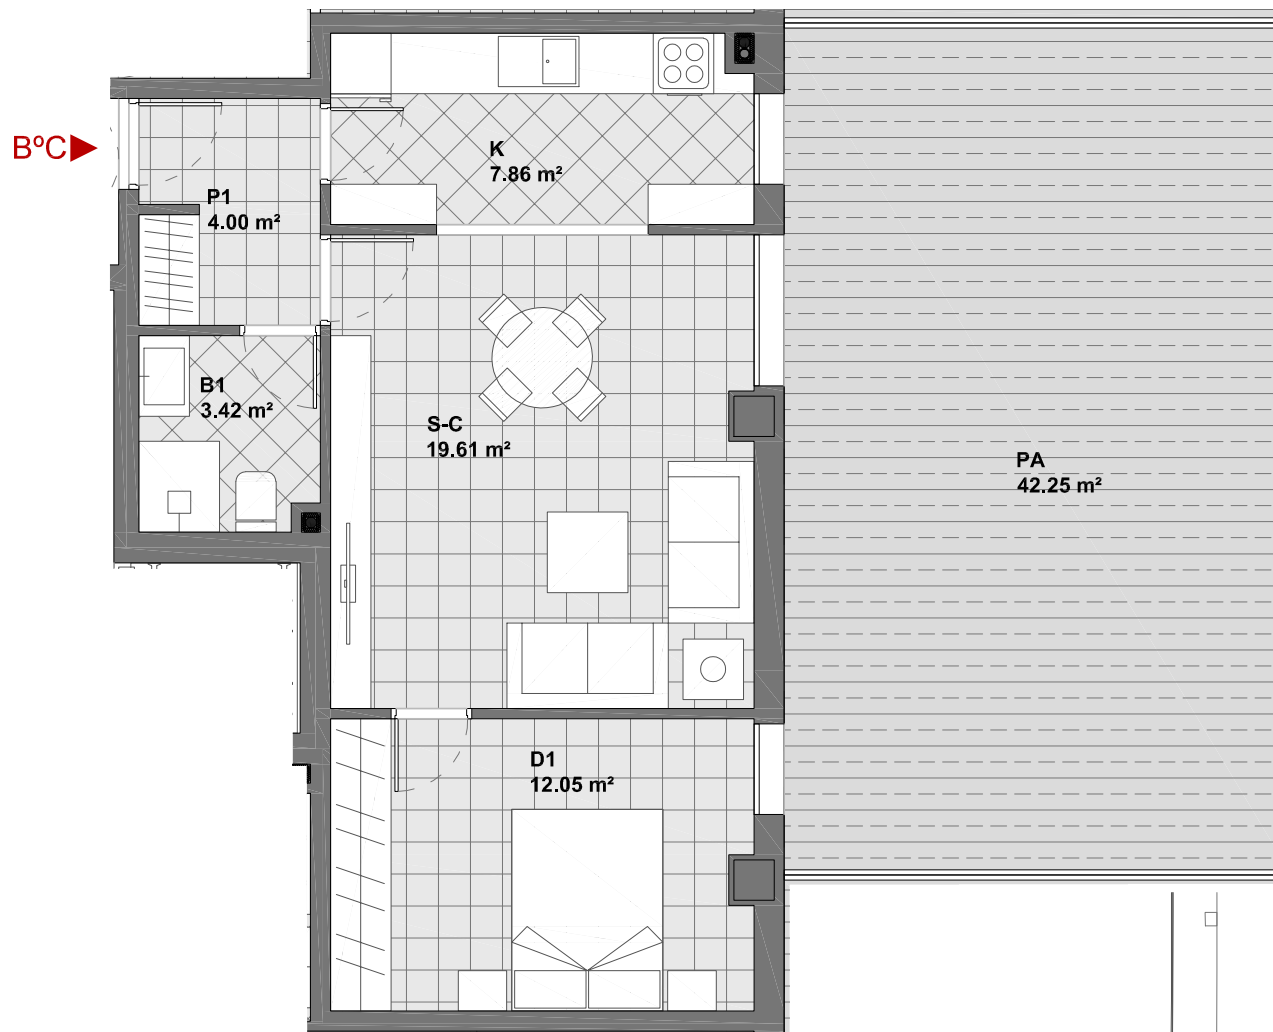 BºC
K
7.86 m²
P1
4.00 m²
B1
3.42 m²
S-C
19.61 m²
PA
42.25 m²
D1
12.05 m²